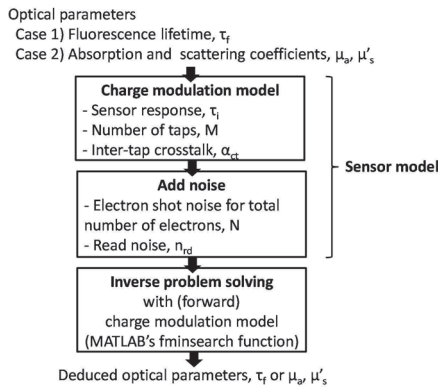 Optical parameters
Case 1) Fluorescence lifetime, τf
Case 2) Absorption and scattering coefficients, μa, μ's
Charge modulation model
- Sensor response, τi
- Number of taps, M
- Inter-tap crosstalk, αct
Sensor model
Add noise
- Electron shot noise for total
number of electrons, N
- Read noise, nrd
Inverse problem solving
with (forward)
charge modulation model
(MATLAB's fminsearch function)
Deduced optical parameters, τf or μa, μ's